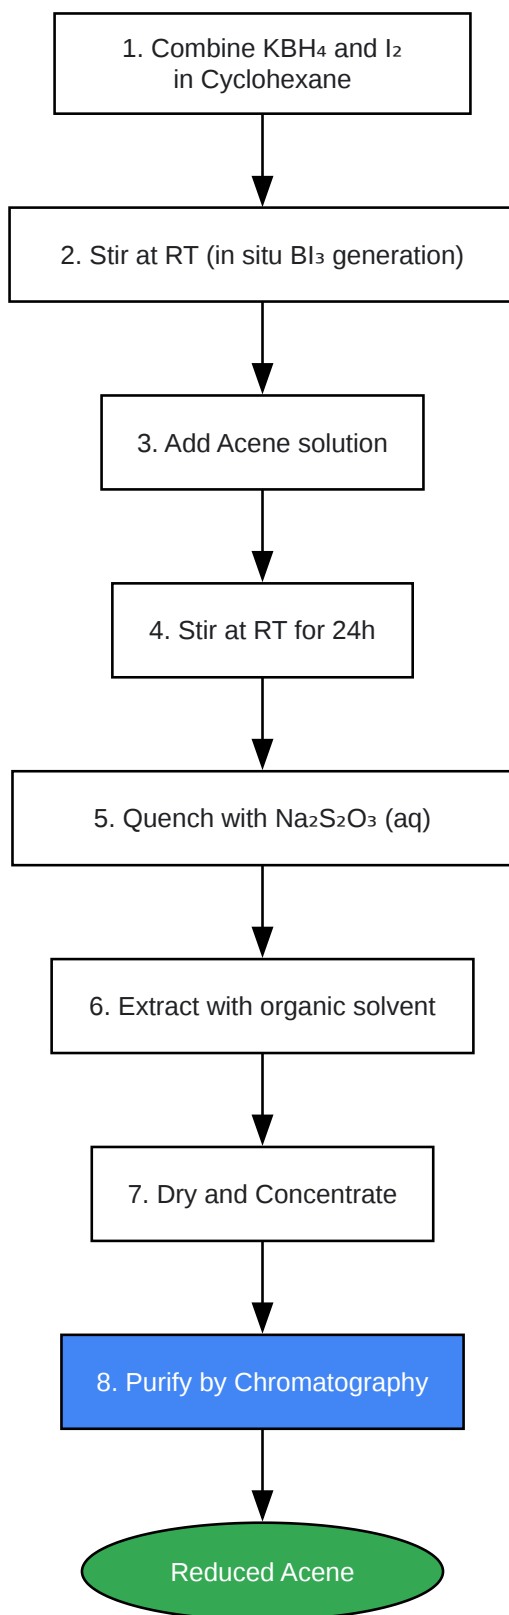 1. Combine KBH₄ and I₂
in Cyclohexane
2. Stir at RT (in situ BI₃ generation)
3. Add Acene solution
4. Stir at RT for 24h
5. Quench with Na₂S₂O₃ (aq)
6. Extract with organic solvent
7. Dry and Concentrate
8. Purify by Chromatography
Reduced Acene